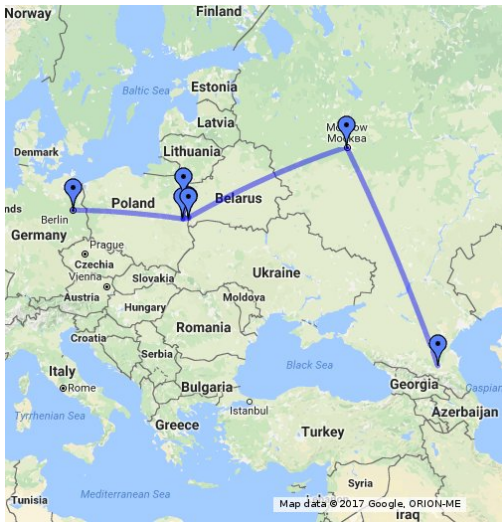 Norway
Finland
Baltic Sea
Estonia
Latvia
Moscow
Москва
Denmark
Lithuania
Poland
Belarus
Berlin
Germany
Prague
Czechia
Vienna
Ukraine
Slovakia
Austria
Moldova
Hungary
Croatia
Romania
Serbia
Italy
Black Sea
Georgia
Caspian
Rome
Bulgaria
Istanbul
Azerbaijan
Tyrrhenian Sea
Greece
Turkey
Syria
Mediterranean Sea
Tunisia
Map data ©2017 Google, ORION-ME
Iraq